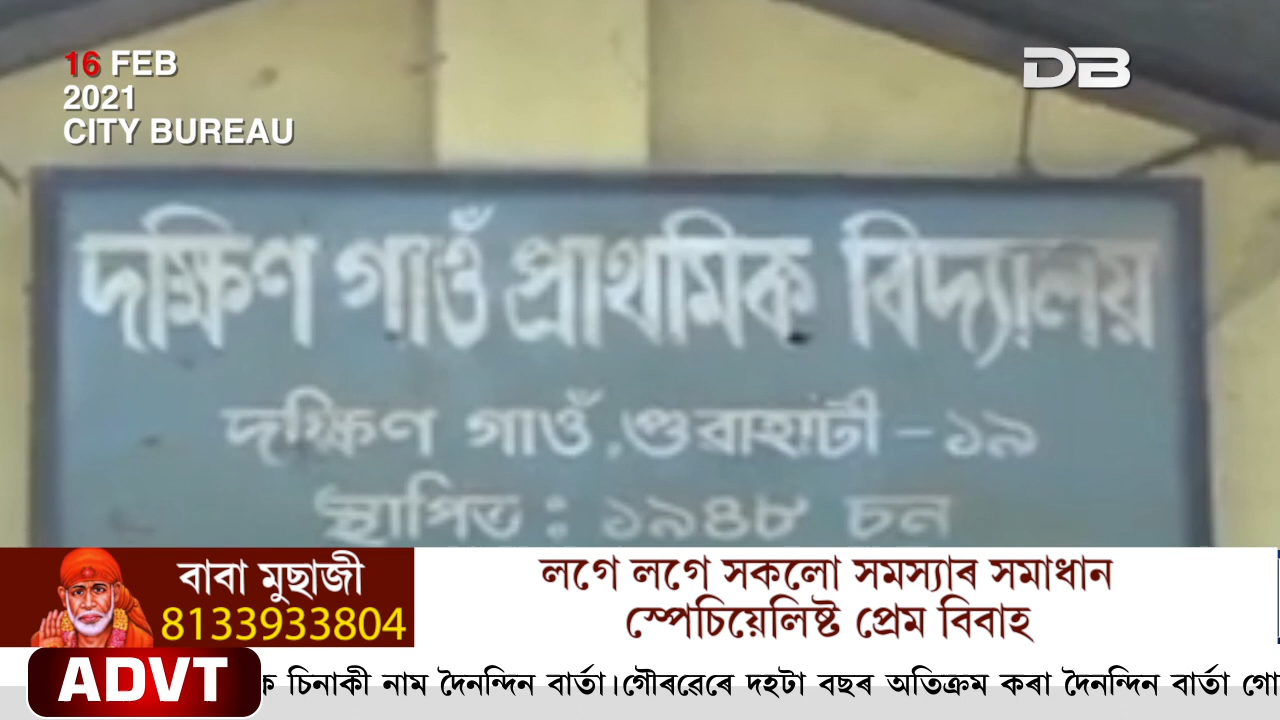 16 FEB
2021
CITY BUREAU
DB
দক্ষিণ গাওঁ প্ৰাথমিক বিদ্যালয়
দক্ষিণ গাওঁ, গুৱাহাটী - ১৯
স্থাপিত : ১৯৪৮ চন
বাবা মুছাজী
8133933804
লগে লগে সকলো সমস্যাৰ সমাধান
স্পেচিয়েলিষ্ট প্ৰেম বিবাহ
ADVT
চিনাকী নাম দৈনন্দিন বাৰ্তা।গৌৰৱেৰে দহটা বছৰ অতিক্ৰম কৰা দৈনন্দিন বাৰ্তা